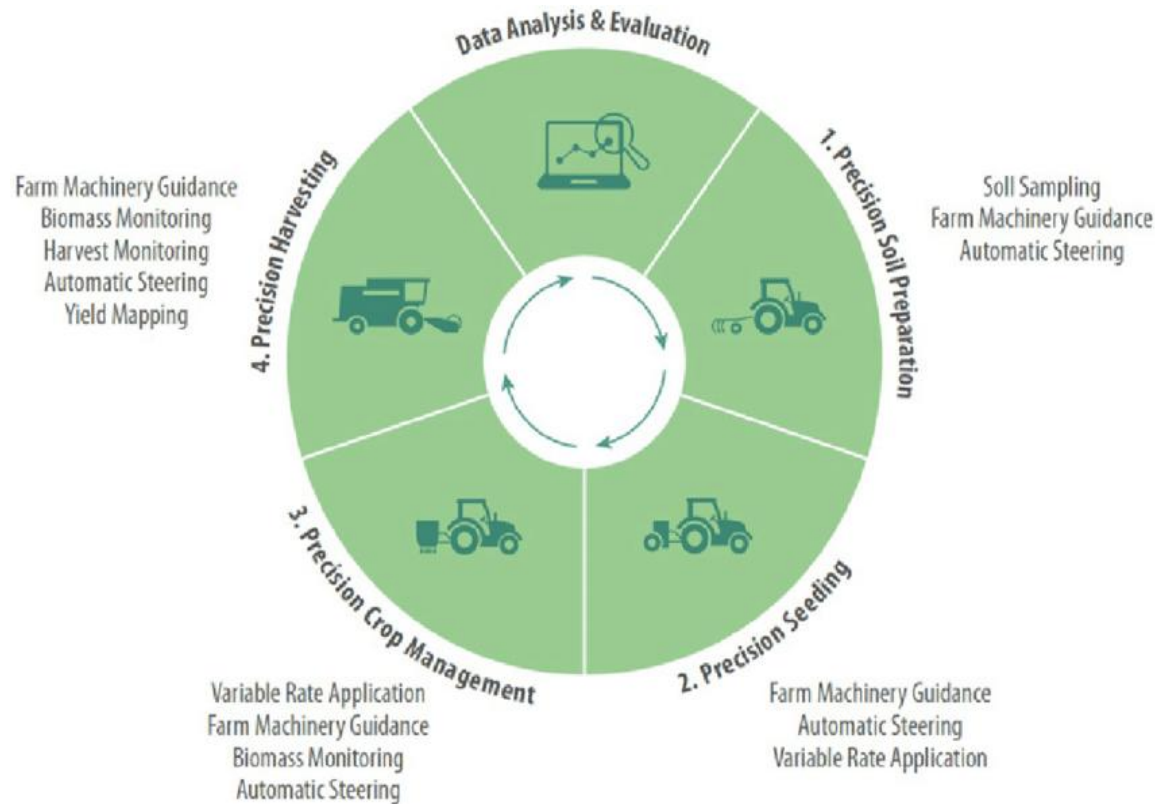 Data Analysis & Evaluation
1. Precision Soil Preparation
Soll Sampling
Farm Machinery Guidance
Automatic Steering
2. Precision Seeding
Farm Machinery Guidance
Automatic Steering
Variable Rate Application
3. Precision Crop Management
Variable Rate Application
Farm Machinery Guidance
Biomass Monitoring
Automatic Steering
4. Precision Harvesting
Farm Machinery Guidance
Biomass Monitoring
Harvest Monitoring
Automatic Steering
Yield Mapping